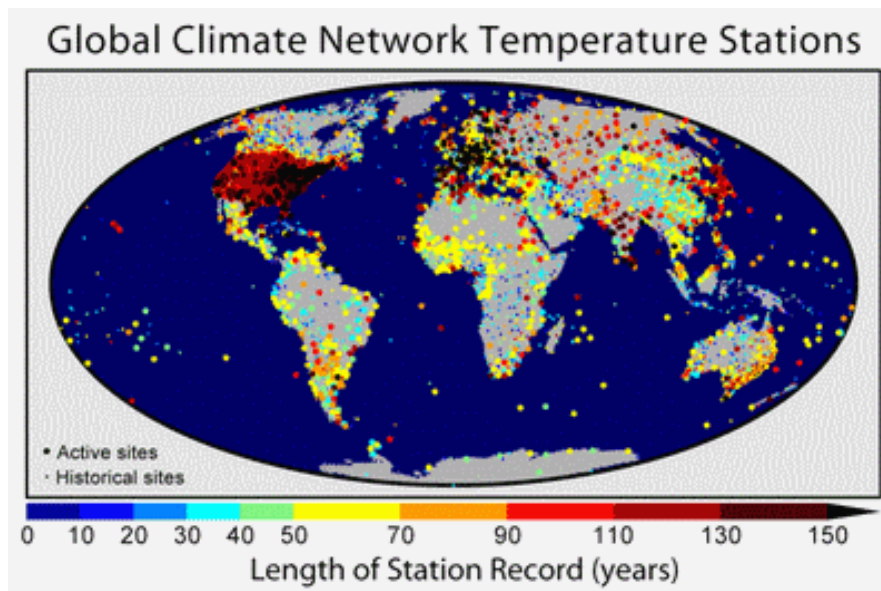 Global Climate Network Temperature Stations
• Active sites
· Historical sites
0 10 20 30 40 50 70 90 110 130 150
Length of Station Record (years)